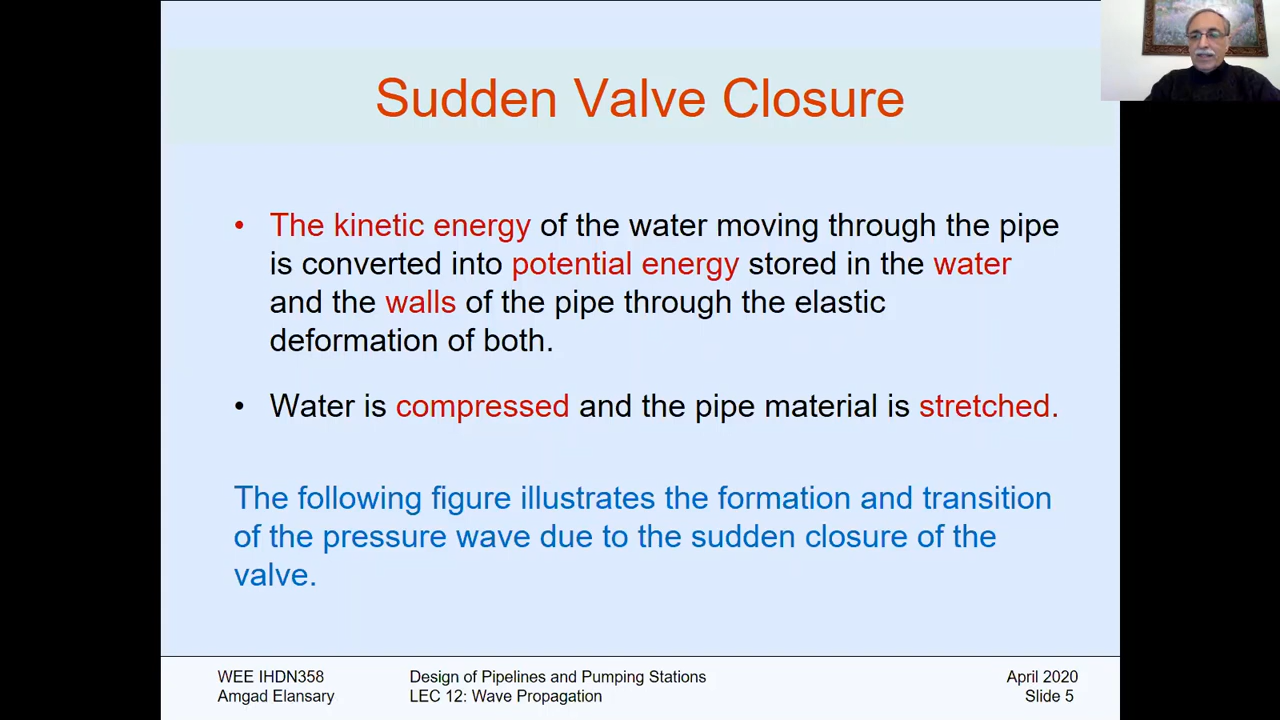 Sudden Valve Closure
• The kinetic energy of the water moving through the pipe
is converted into potential energy stored in the water
and the walls of the pipe through the elastic
deformation of both.
• Water is compressed and the pipe material is stretched.
The following figure illustrates the formation and transition
of the pressure wave due to the sudden closure of the
valve.
WEE IHDN358 Design of Pipelines and Pumping Stations April 2020
Amgad Elansary LEC 12: Wave Propagation Slide 5